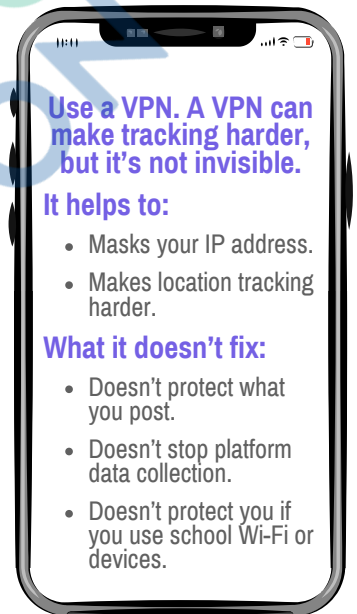 11:11
Use a VPN. A VPN can
make tracking harder,
but it's not invisible.
It helps to:
• Masks your IP address.
• Makes location tracking
harder.
What it doesn't fix:
• Doesn't protect what
you post.
• Doesn't stop platform
data collection.
• Doesn't protect you if
you use school Wi-Fi or
devices.